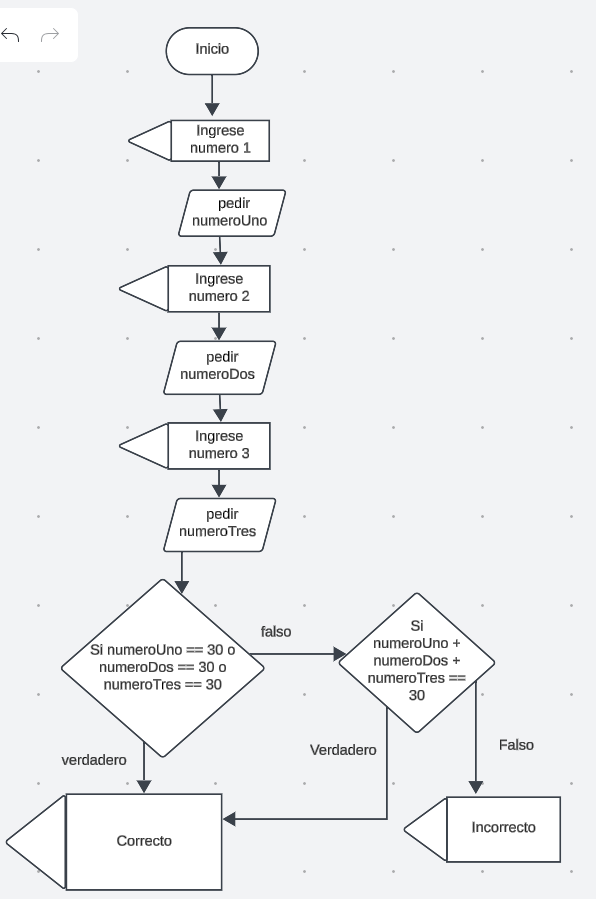 Inicio
Ingrese
numero 1
pedir
numeroUno
Ingrese
numero 2
pedir
numeroDos
Ingrese
numero 3
pedir
numeroTres
Si numeroUno == 30 o
numeroDos == 30 o
numeroTres == 30
falso
Si
numeroUno +
numeroDos +
numeroTres ==
30
verdadero
Verdadero
Falso
Correcto
Incorrecto